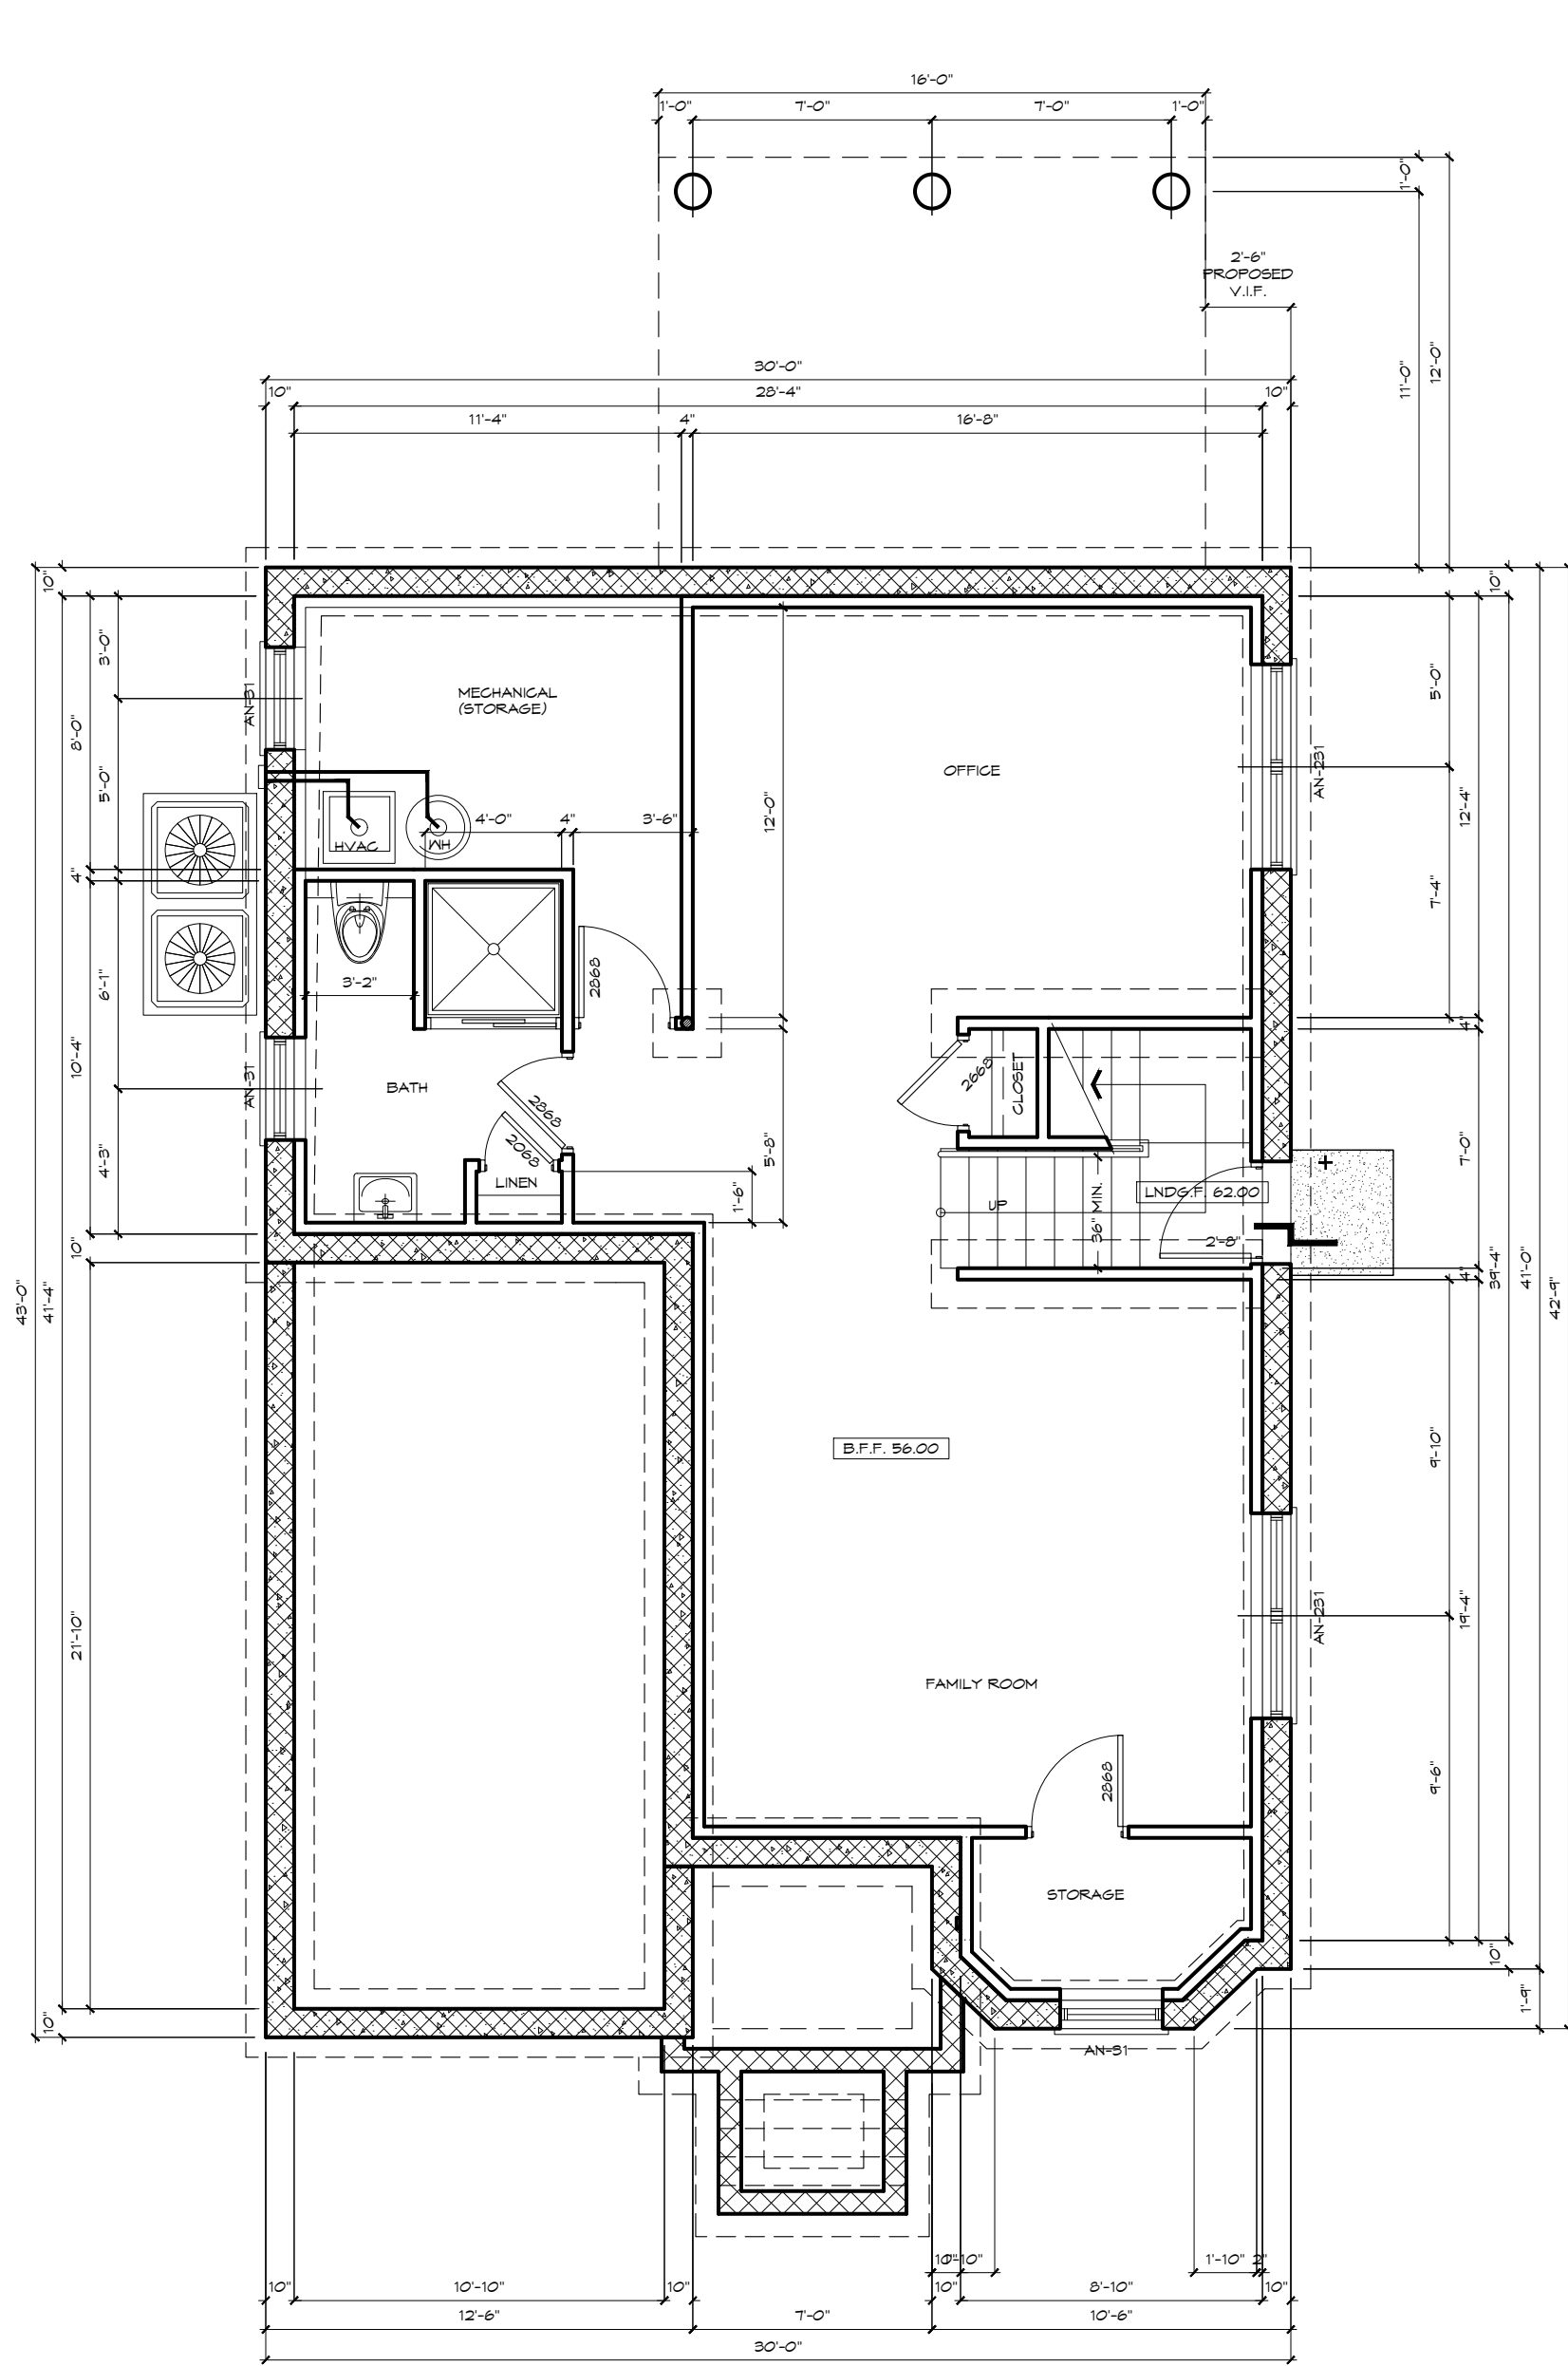 16'-0"
1'-0" 7'-0" 7'-0" 1'-0"
1'-0"
2'-6"
PROPOSED
V.I.F.
11'-0"
12'-0"
30'-0"
10" 28'-4" 10"
11'-4" 4" 16'-8"
10"
10"
3'-0"
5'-0"
AN-31
MECHANICAL
(STORAGE)
8'-0"
5'-0"
OFFICE
AN-231
12'-4"
12'-0"
4'-0" 4" 3'-6"
HVAC
WH
4"
7'-4"
3'-2"
2868
6'-1"
4"
10'-4"
AN-31
BATH
2868
2068
2668
CLOSET
4'-3"
5'-8"
7'-0"
LINEN
1'-6"
UP
36" MIN.
LNDG.F. 62.00
2'-8"
10"
4"
43'-0"
41'-4"
39'-4"
41'-0"
42'-9"
B.F.F. 56.00
9'-10"
21'-10"
AN-231
19'-4"
FAMILY ROOM
2868
9'-6"
STORAGE
10"
1'-9"
10"
AN-31
10" 1'-10" 1'-10" 2"
10" 10'-10" 10" 10" 8'-10" 10"
12'-6" 7'-0" 10'-6"
30'-0"